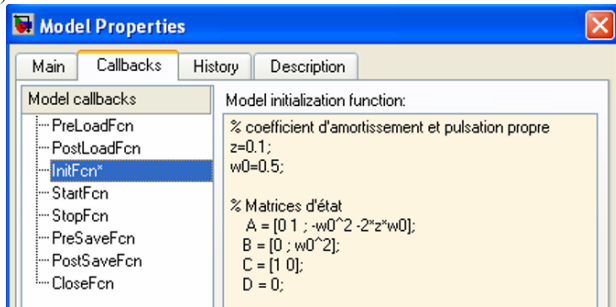 Model Properties
Main Callbacks History Description
Model callbacks
PreLoadFcn
PostLoadFcn
InitFcn*
StartFcn
StopFcn
PreSaveFcn
PostSaveFcn
CloseFcn
Model initialization function:
% coefficient d'amortissement et pulsation propre
z=0.1;
w0=0.5;
% Matrices d'état
A = [0 1 ; -w0^2 -2*z*w0];
B = [0 ; w0^2];
C = [1 0];
D = 0;